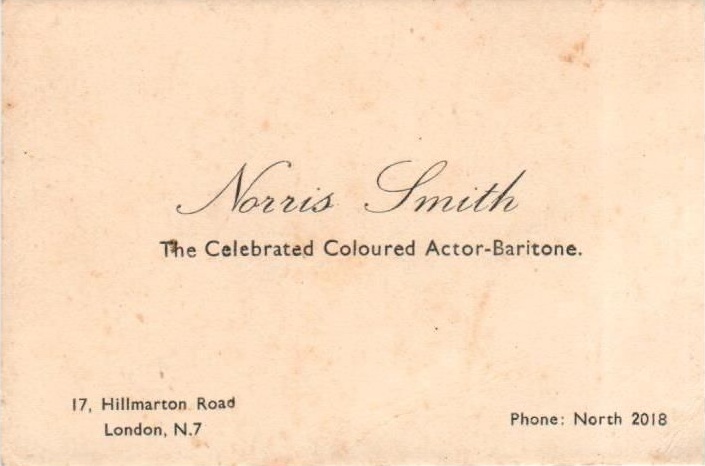 Norris Smith
The Celebrated Coloured Actor-Baritone.
17, Hillmarton Road
London, N.7
Phone: North 2018